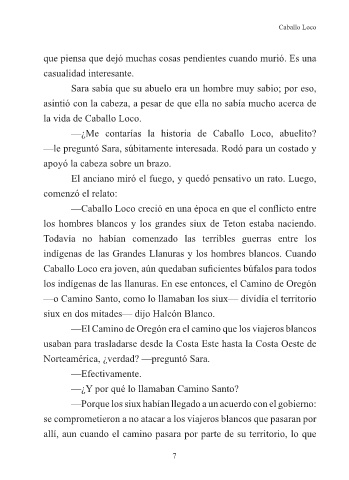 Caballo Loco
que piensa que dejó muchas cosas pendientes cuando murió. Es una
casualidad interesante.
Sara sabía que su abuelo era un hombre muy sabio; por eso,
asintió con la cabeza, a pesar de que ella no sabía mucho acerca de
la vida de Caballo Loco.
—¿Me contarías la historia de Caballo Loco, abuelito?
—le preguntó Sara, súbitamente interesada. Rodó para un costado y
apoyó la cabeza sobre un brazo.
El anciano miró el fuego, y quedó pensativo un rato. Luego,
comenzó el relato:
—Caballo Loco creció en una época en que el conflicto entre
los hombres blancos y los grandes siux de Teton estaba naciendo.
Todavía no habían comenzado las terribles guerras entre los
indígenas de las Grandes Llanuras y los hombres blancos. Cuando
Caballo Loco era joven, aún quedaban suficientes búfalos para todos
los indígenas de las llanuras. En ese entonces, el Camino de Oregón
—o Camino Santo, como lo llamaban los siux— dividía el territorio
siux en dos mitades— dijo Halcón Blanco.
—El Camino de Oregón era el camino que los viajeros blancos
usaban para trasladarse desde la Costa Este hasta la Costa Oeste de
Norteamérica, ¿verdad? —preguntó Sara.
—Efectivamente.
—¿Y por qué lo llamaban Camino Santo?
—Porque los siux habían llegado a un acuerdo con el gobierno:
se comprometieron a no atacar a los viajeros blancos que pasaran por
allí, aun cuando el camino pasara por parte de su territorio, lo que
7